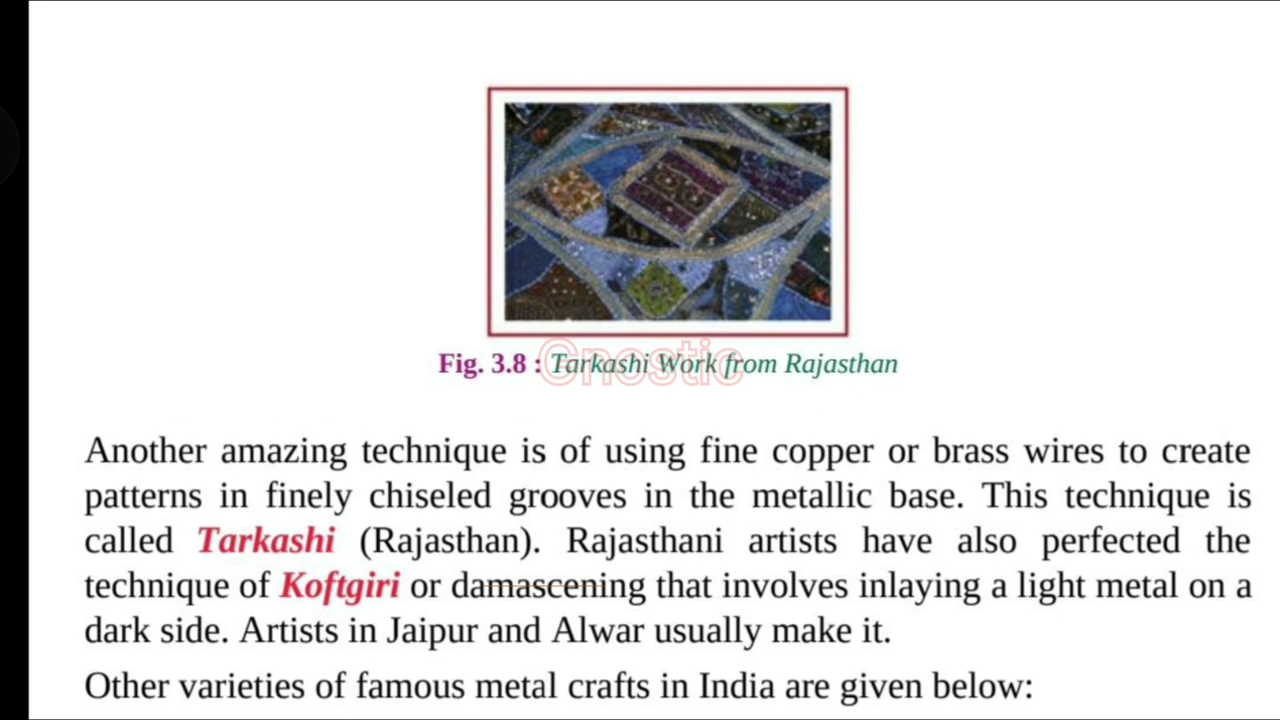 Fig. 3.8 : Tarkashi Work from Rajasthan
Gnostic
Another amazing technique is of using fine copper or brass wires to create
patterns in finely chiseled grooves in the metallic base. This technique is
called Tarkashi (Rajasthan). Rajasthani artists have also perfected the
technique of Koftgiri or damascening that involves inlaying a light metal on a
dark side. Artists in Jaipur and Alwar usually make it.
Other varieties of famous metal crafts in India are given below: